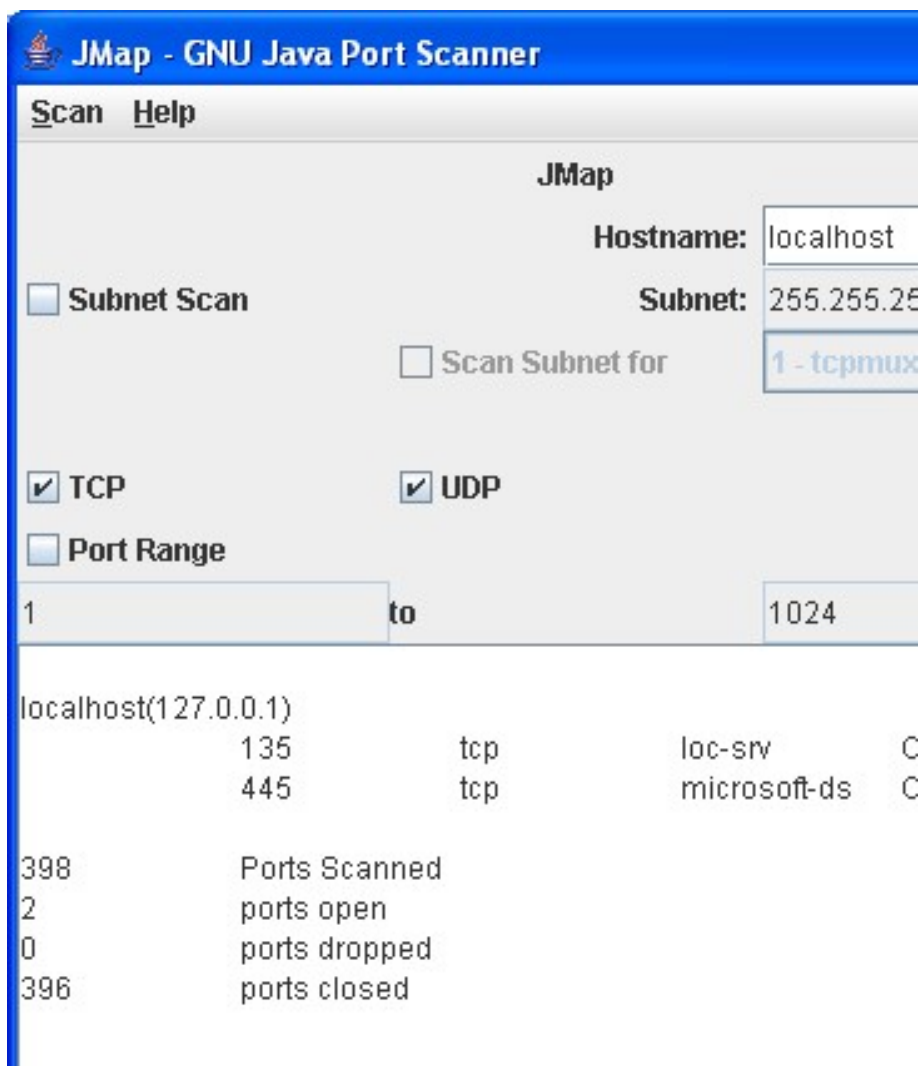 JMap - GNU Java Port Scanner
Scan Help
JMap
Hostname: localhost
Subnet Scan Subnet: 255.255.25
Scan Subnet for 1 - tcpmux
TCP UDP
Port Range
1 to 1024
localhost(127.0.0.1)
135 tcp loc-srv
445 tcp microsoft-ds
398 Ports Scanned
2 ports open
0 ports dropped
396 ports closed